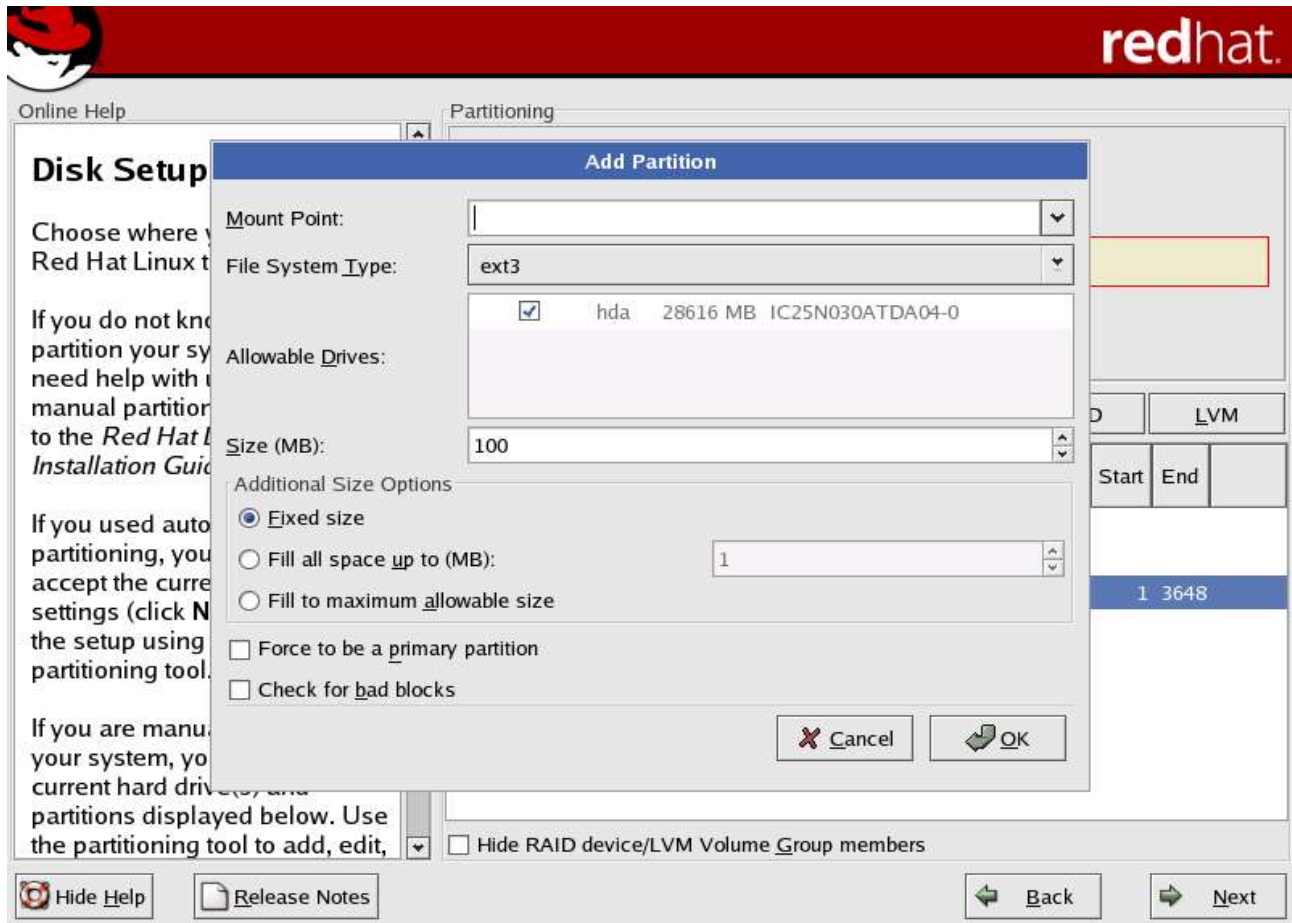 redhat.
Online Help
Partitioning
Disk Setup
Choose where
Red Hat Linux t
If you do not kno
partition your sy
need help with
manual partition
to the Red Hat
Installation Guid
If you used auto
partitioning, you
accept the curre
settings (click N
the setup using
partitioning tool.
If you are manua
your system, yo
current hard drive(s) and
partitions displayed below. Use
the partitioning tool to add, edit,
Add Partition
Mount Point:
File System Type:
ext3
Allowable Drives:
hda 28616 MB IC25N030ATDA04-0
Size (MB):
100
Additional Size Options
Fixed size
Fill all space up to (MB):
1
Fill to maximum allowable size
Force to be a primary partition
Check for bad blocks
Cancel
OK
D
LVM
Start End
1 3648
Hide RAID device/LVM Volume Group members
Hide Help
Release Notes
Back
Next